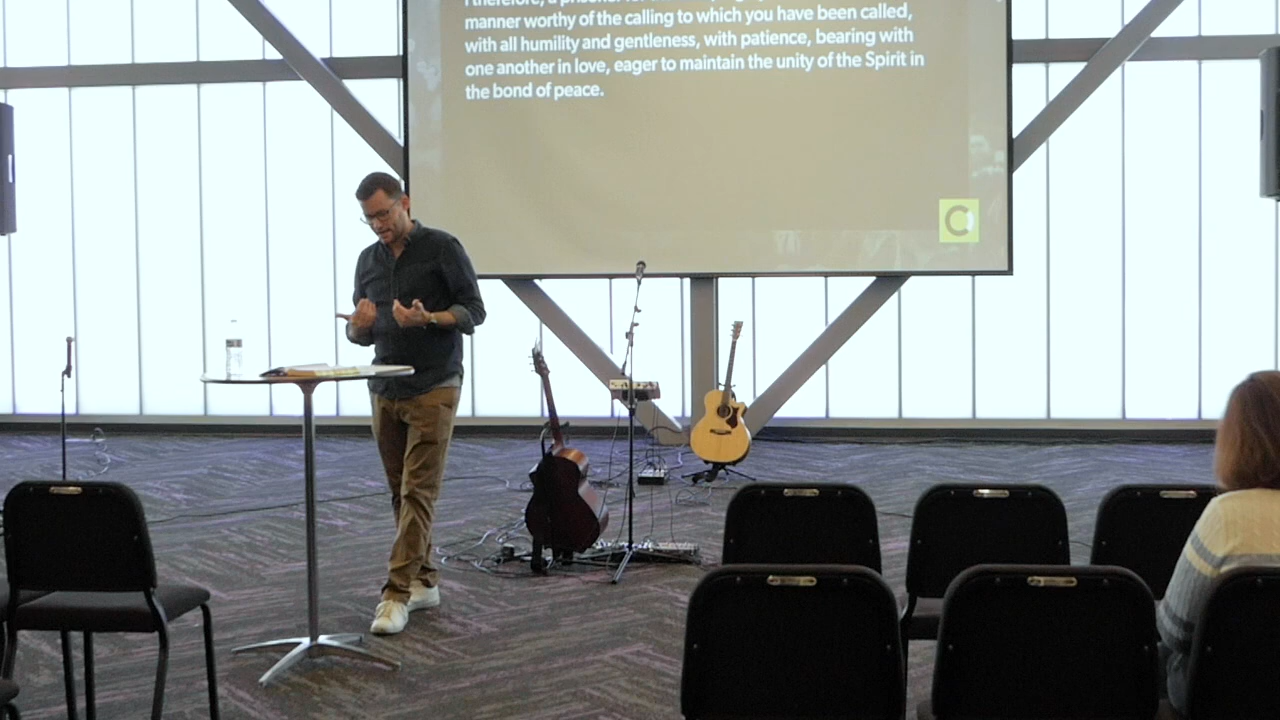 I therefore, a prisoner for
manner worthy of the calling to which you have been called,
with all humility and gentleness, with patience, bearing with
one another in love, eager to maintain the unity of the Spirit in
the bond of peace.
C